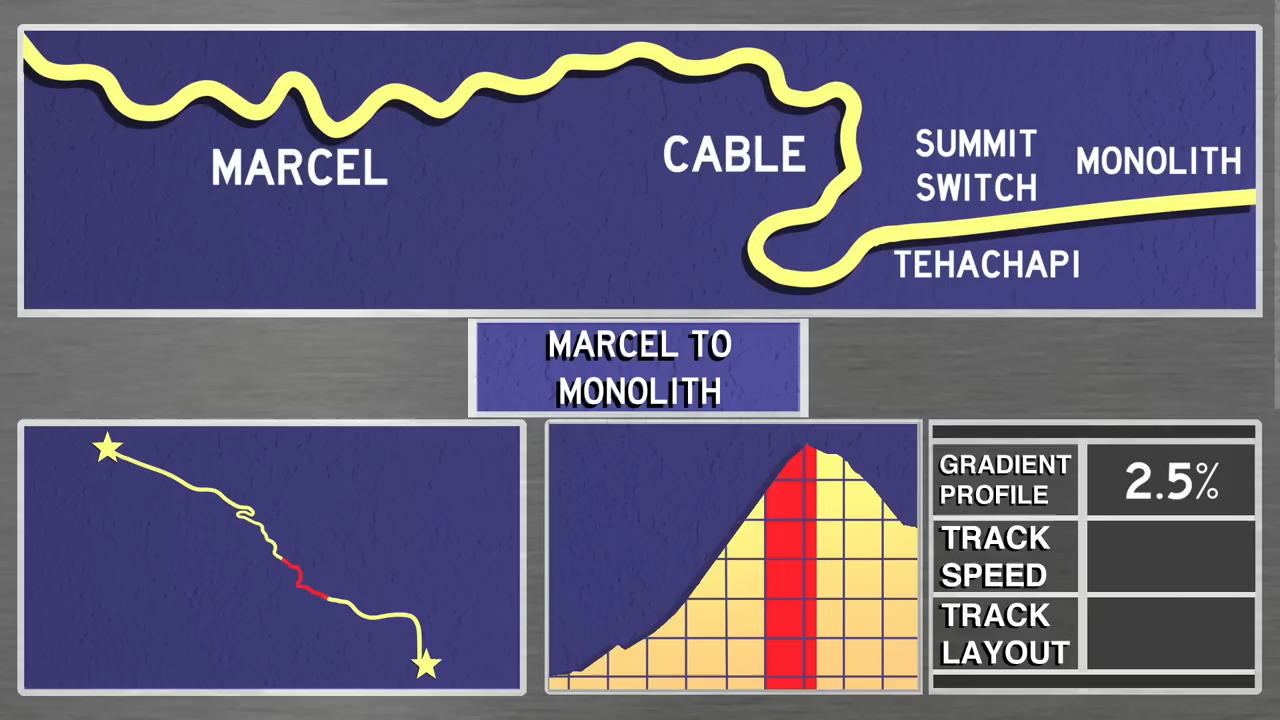 MARCEL
CABLE
SUMMIT
SWITCH
MONOLITH
TEHACHAPI
MARCEL TO
MONOLITH
GRADIENT
PROFILE
2.5%
TRACK
SPEED
TRACK
LAYOUT